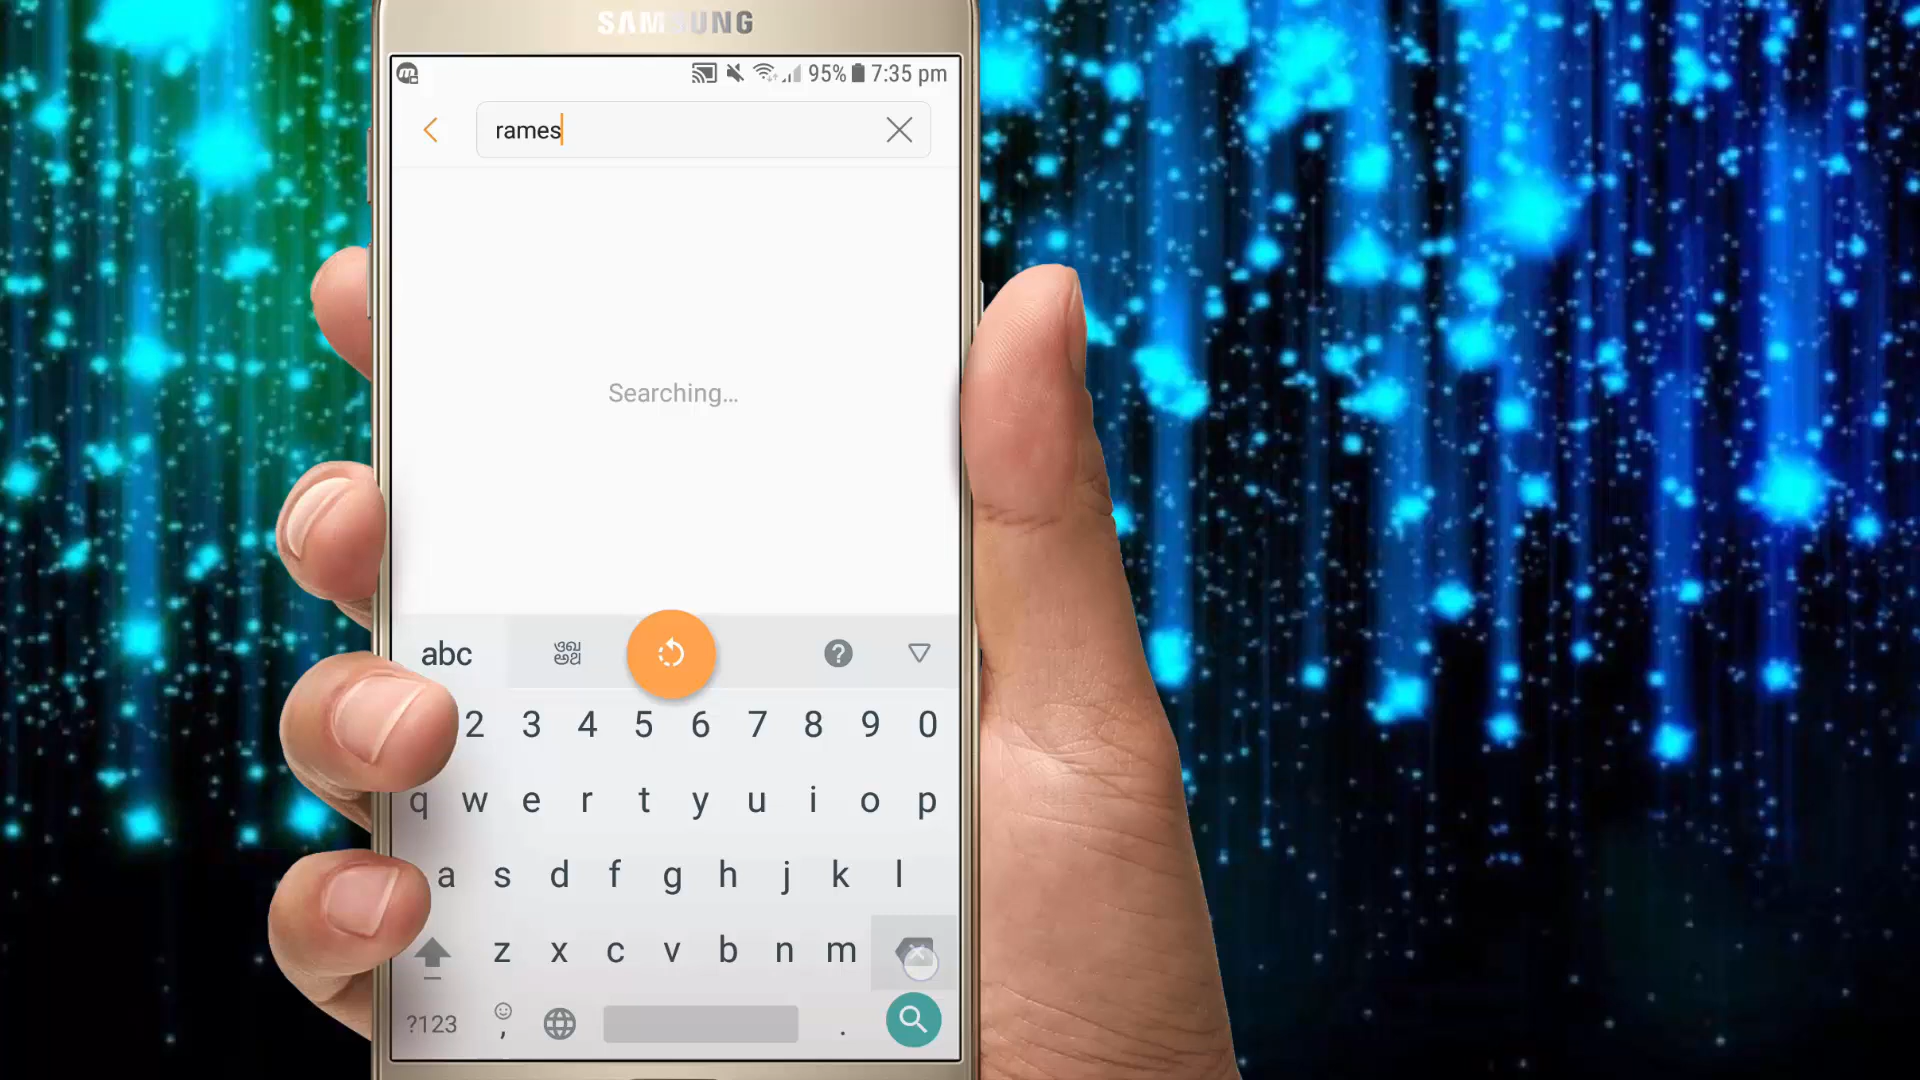 SAMSUNG
95% 7:35 pm
rames
Searching...
abc
2 3 4 5 6 7 8 9 0
q w e r t y u i o p
a s d f g h j k l
z x c v b n m
?123 , .